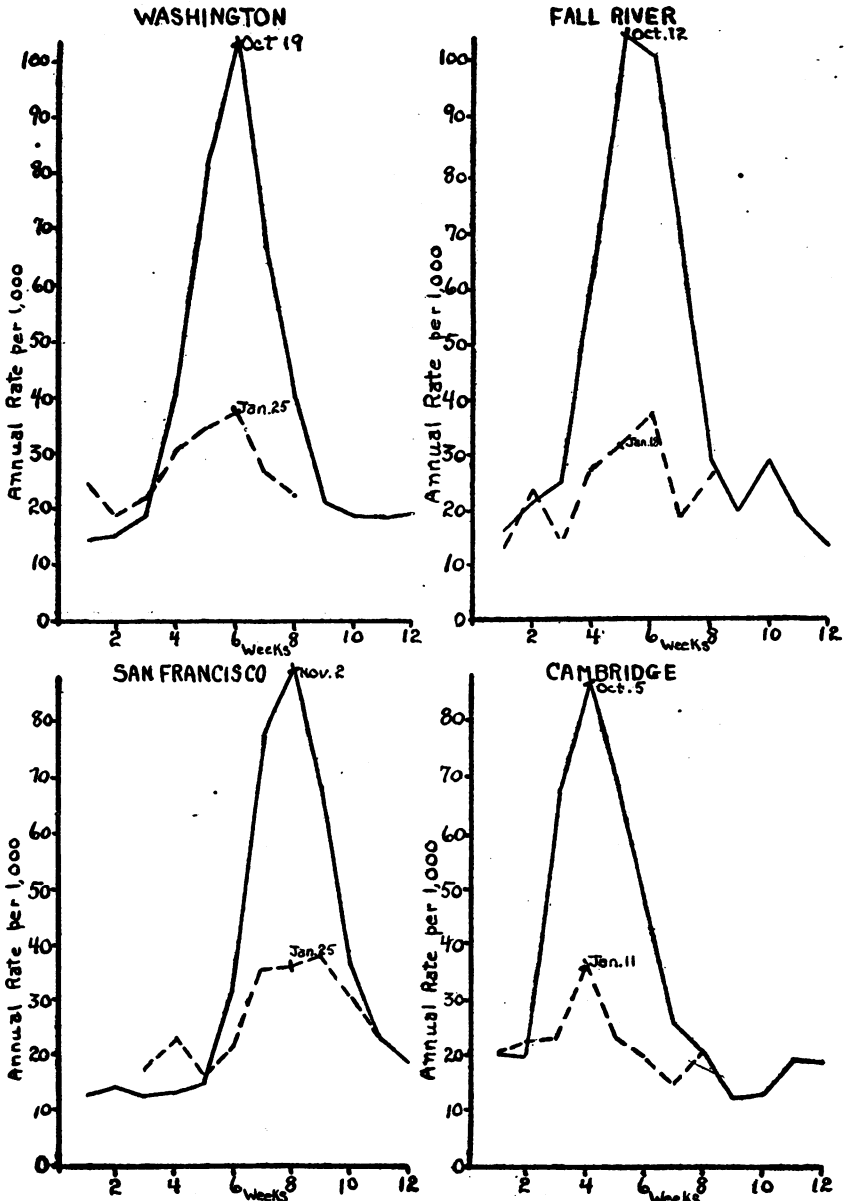 WASHINGTON
Oct 19
100
90
80
70
60
50
40
30
20
10
0
Annual Rate per 1,000
Jan.25
2 4 6 8 10 12
Weeks
FALL RIVER
Oct.12
100
90
80
70
60
50
40
30
20
10
0
Annual Rate per 1,000
2 4 6 8 10 12
Weeks
SAN FRANCISCO
Nov.2
80
70
60
50
40
30
20
10
0
Annual Rate per 1,000
Jan.25
2 4 6 8 10 12
Weeks
CAMBRIDGE
Oct.5
80
70
60
50
40
30
20
10
0
Annual Rate per 1,000
Jan.11
2 4 6 8 10 12
Weeks